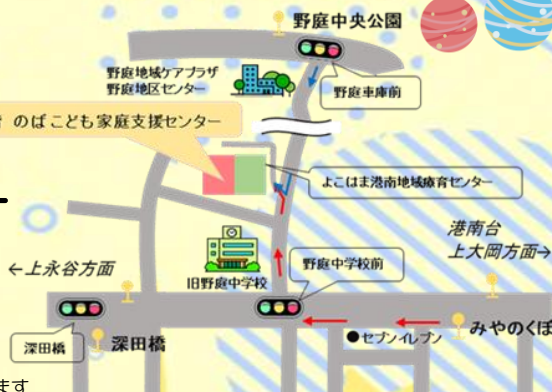 野庭中央公園
野庭地域ケアプラザ
野庭地区センター
野庭車庫前
のばこども家庭支援センター
よこはま港南地域療育センター
港南台
上大岡方面→
←上永谷方面
旧野庭中学校
野庭中学校前
深田橋
深田橋
●セブンイレブン
みやのくぼ
ます